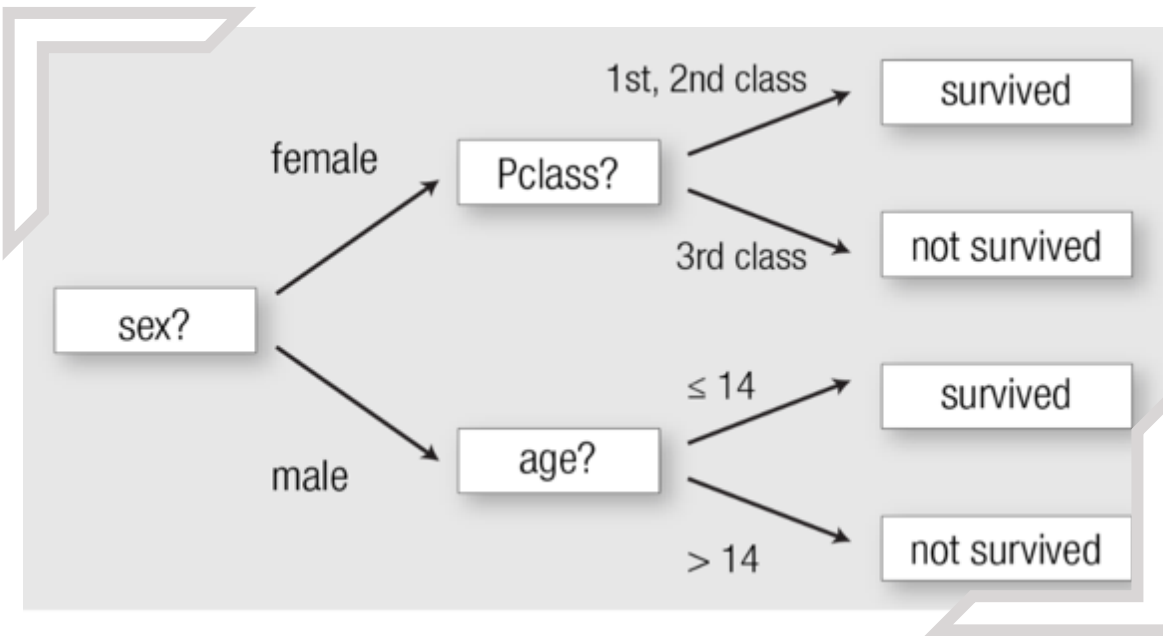 1st, 2nd class
survived
female
Pclass?
not survived
3rd class
sex?
≤ 14
survived
age?
male
not survived
> 14